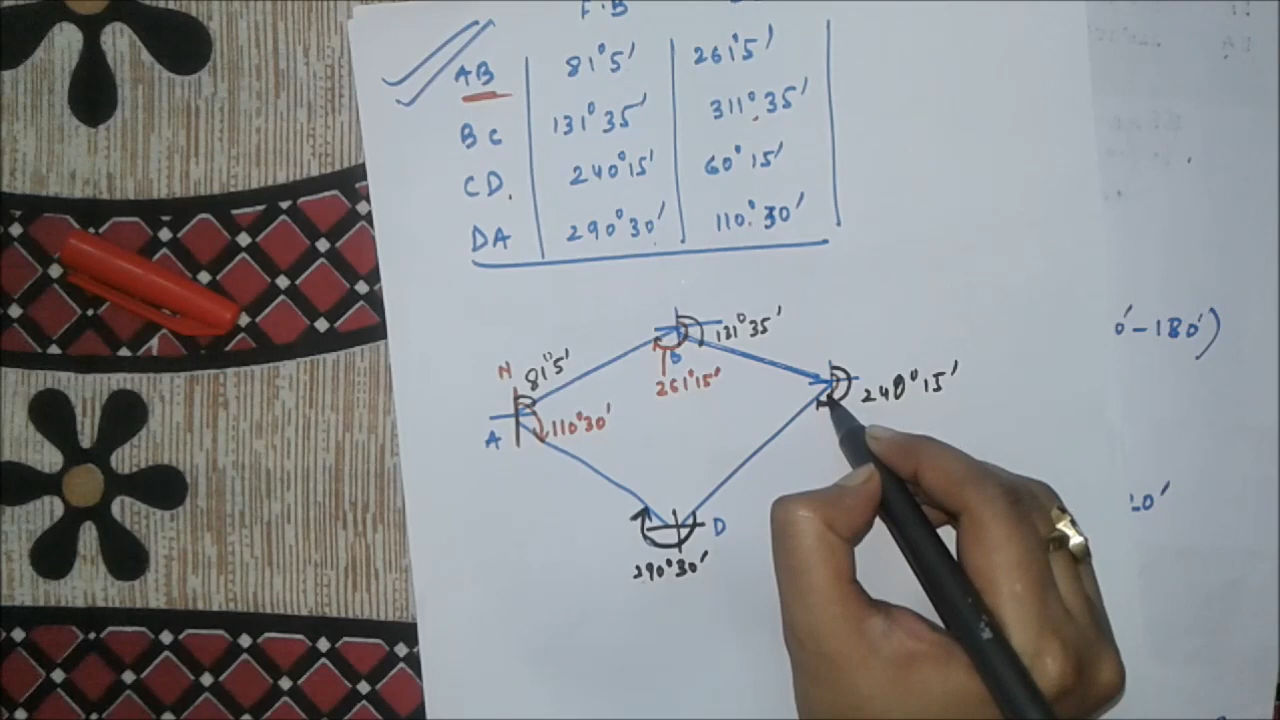 F.B
AB 81°5' 261°5'
BC 131°35' 311°35'
CD. 240°15' 60°15'
DA 290°30' 110°30'
131°35'
0'-180')
N 81°5'
B
261°15'
240°15'
110°30'
A
D
290°30'